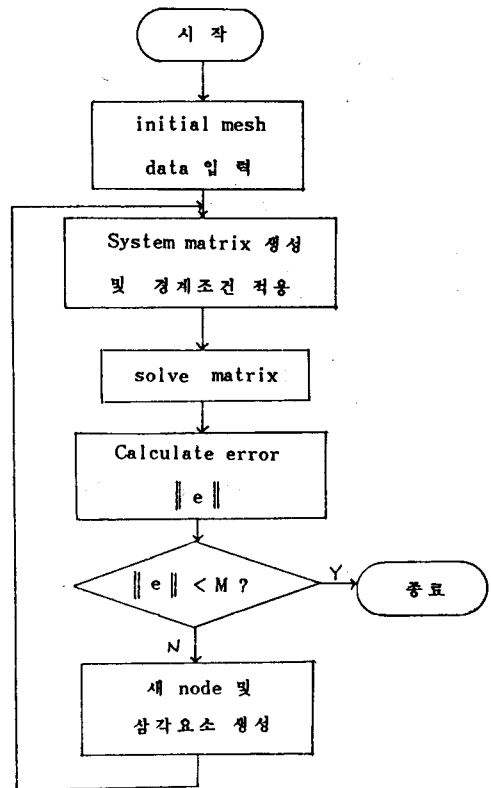 시 작
initial mesh
data 입 력
System matrix 생성
및 경계조건 적용
solve matrix
Calculate error
‖ e ‖
‖ e ‖ < M ?
Y
종료
N
새 node 및
삼각요소 생성